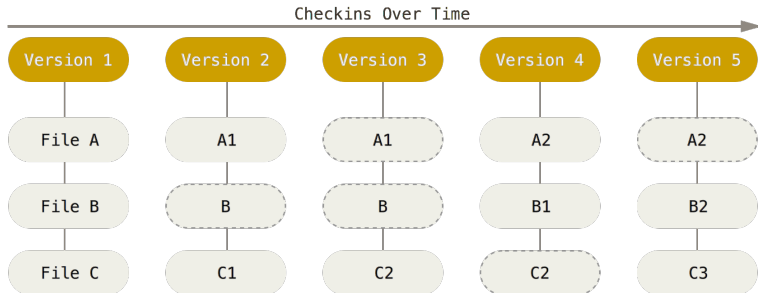 Checkins Over Time
Version 1 Version 2 Version 3 Version 4 Version 5
File A A1 A1 A2 A2
File B B B B1 B2
File C C1 C2 C2 C3